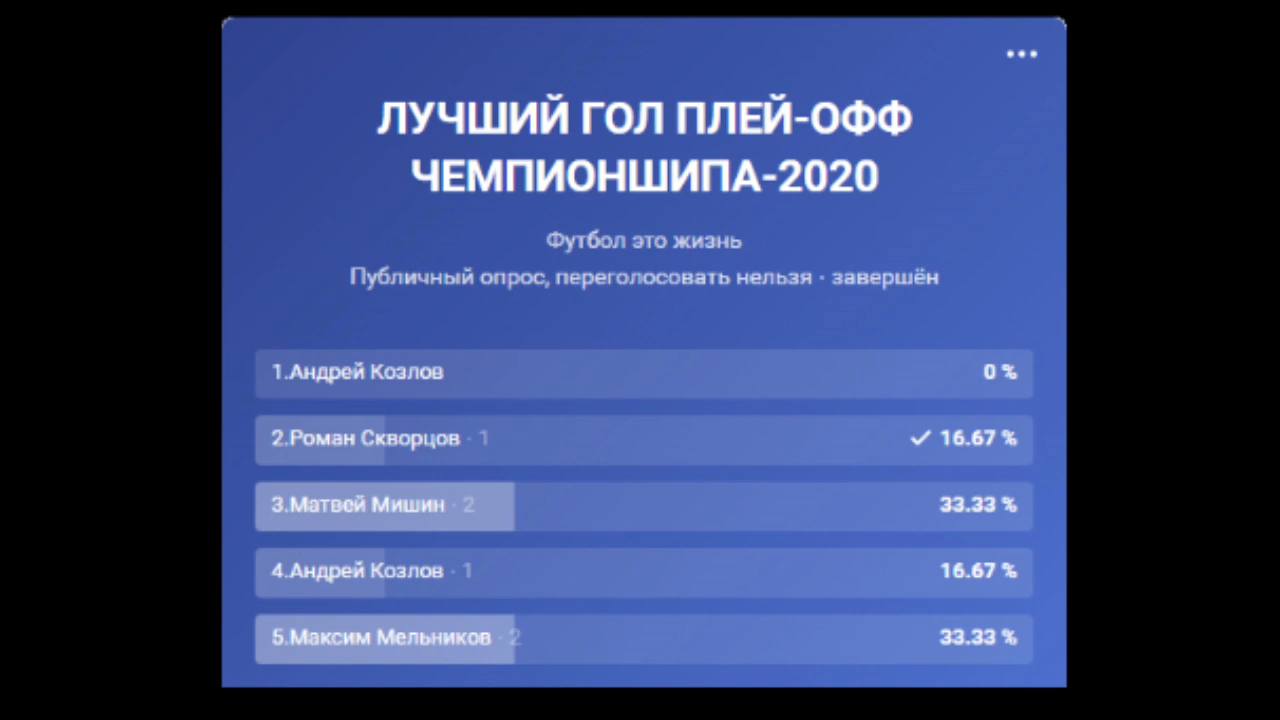 ЛУЧШИЙ ГОЛ ПЛЕЙ-ОФФ
ЧЕМПИОНШИПА-2020
Футбол это жизнь
Публичный опрос, переголосовать нельзя · завершён
1.Андрей Козлов 0 %
2.Роман Скворцов · 1 16.67 %
3.Матвей Мишин · 2 33.33 %
4.Андрей Козлов · 1 16.67 %
5.Максим Мельников · 2 33.33 %